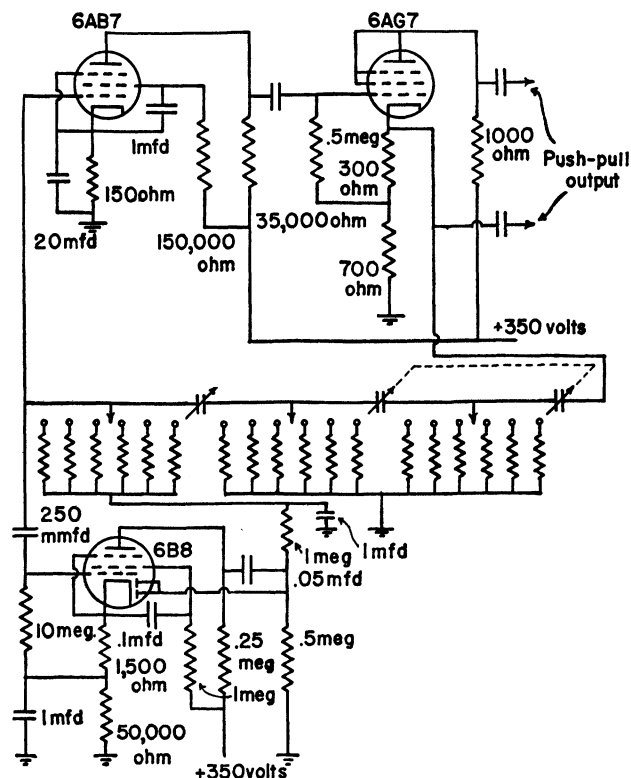 6AB7
6AG7
1mfd
150ohm
20mfd
150,000
ohm
35,000ohm
.5meg
300
ohm
700
ohm
1000
ohm
Push-pull
output
+350 volts
250
mmfd
6B8
1meg
1mfd
.05mfd
10meg.
.1mfd
1,500
ohm
.25
meg
.5meg
1meg
1mfd
50,000
ohm
+350volts